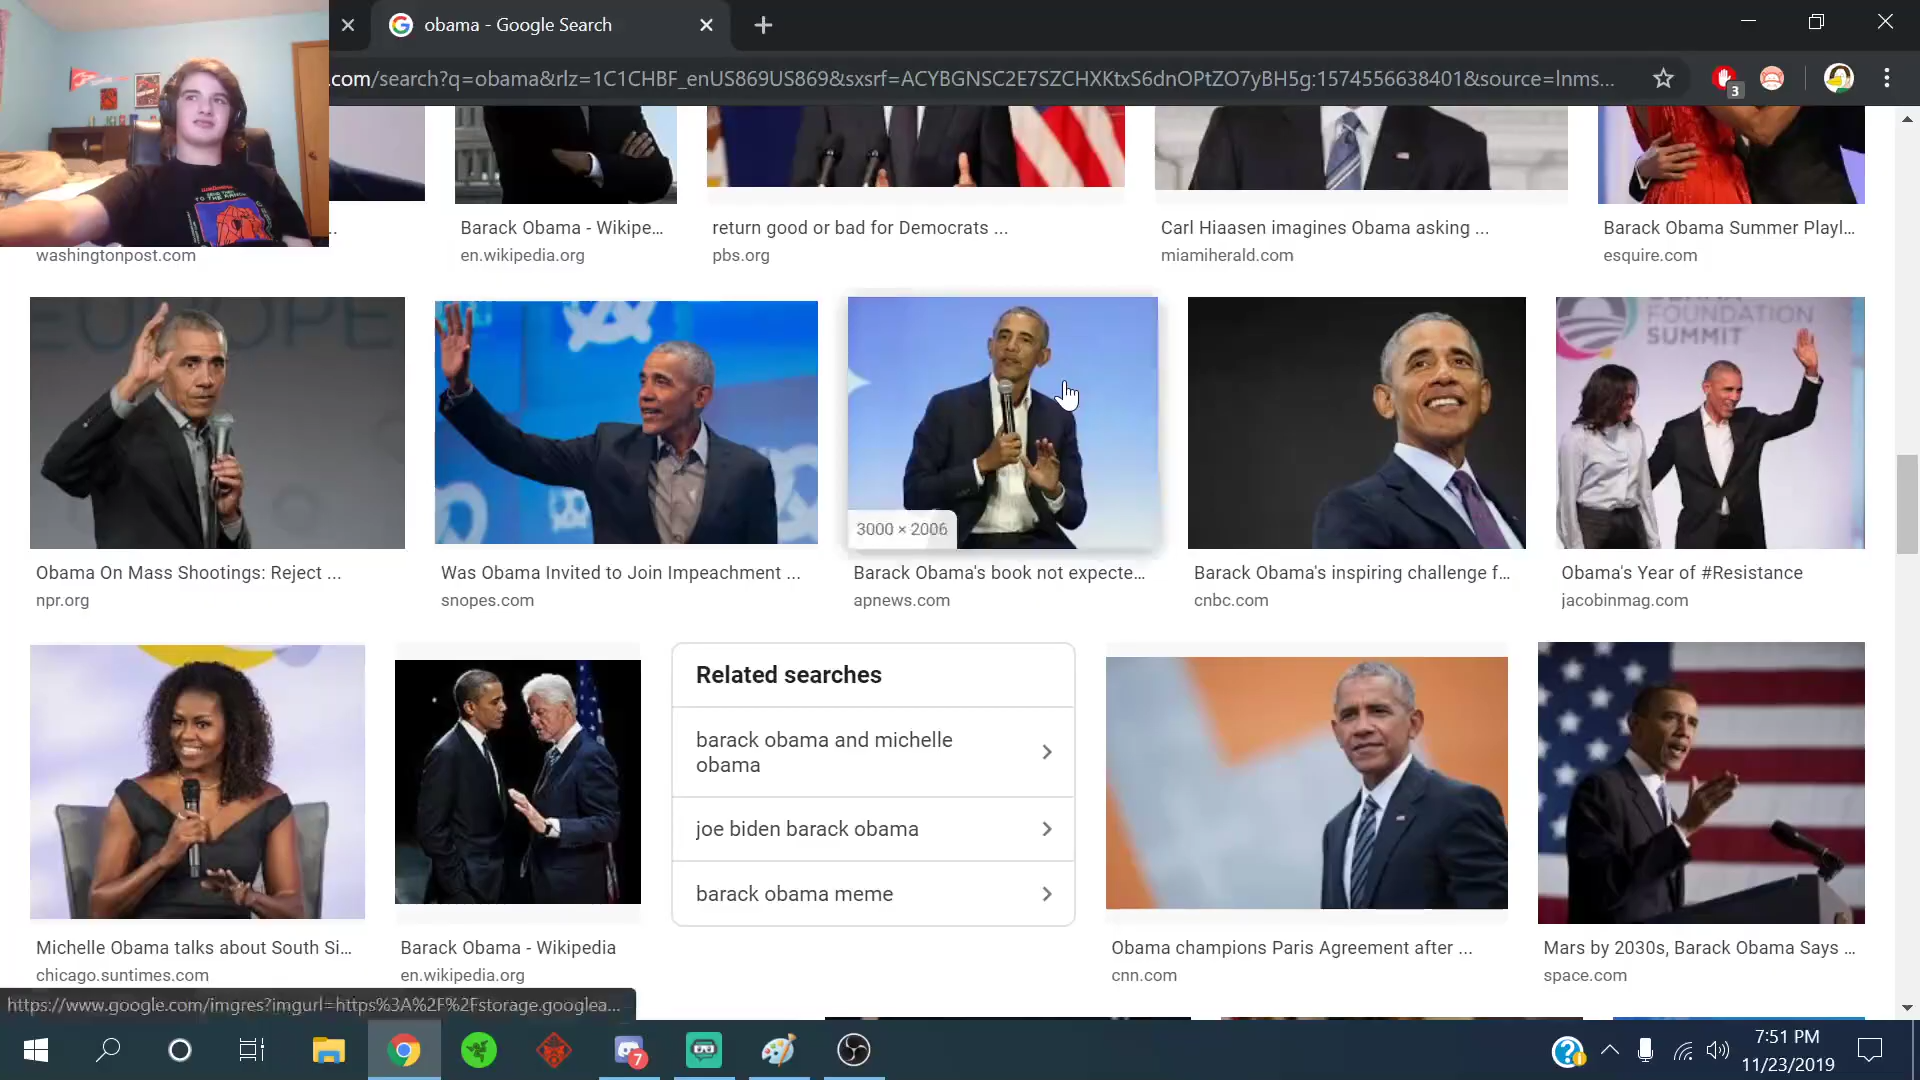 obama - Google Search
.com/search?q=obama&rlz=1C1CHBF_enUS869US869&sxsrf=ACYBGNSC2E7SZCHXKtxS6dnOPtZO7yBH5g:1574556638401&source=lnms...
3
TO THE RANCH
..
Barack Obama - Wikipe...
return good or bad for Democrats ...
Carl Hiaasen imagines Obama asking ...
Barack Obama Summer Playl...
washingtonpost.com
en.wikipedia.org
pbs.org
miamiherald.com
esquire.com
EUROPE
FOUNDATION
SUMMIT
3000 × 2006
Obama On Mass Shootings: Reject ...
Was Obama Invited to Join Impeachment ...
Barack Obama's book not expecte...
Barack Obama's inspiring challenge f...
Obama's Year of #Resistance
npr.org
snopes.com
apnews.com
cnbc.com
jacobinmag.com
Related searches
barack obama and michelle
obama
joe biden barack obama
barack obama meme
Michelle Obama talks about South Si...
Barack Obama - Wikipedia
Obama champions Paris Agreement after ...
Mars by 2030s, Barack Obama Says ...
chicago.suntimes.com
en.wikipedia.org
cnn.com
space.com
https://www.google.com/imgres?imgurl=https%3A%2F%2Fstorage.googlea...
7
7:51 PM
11/23/2019